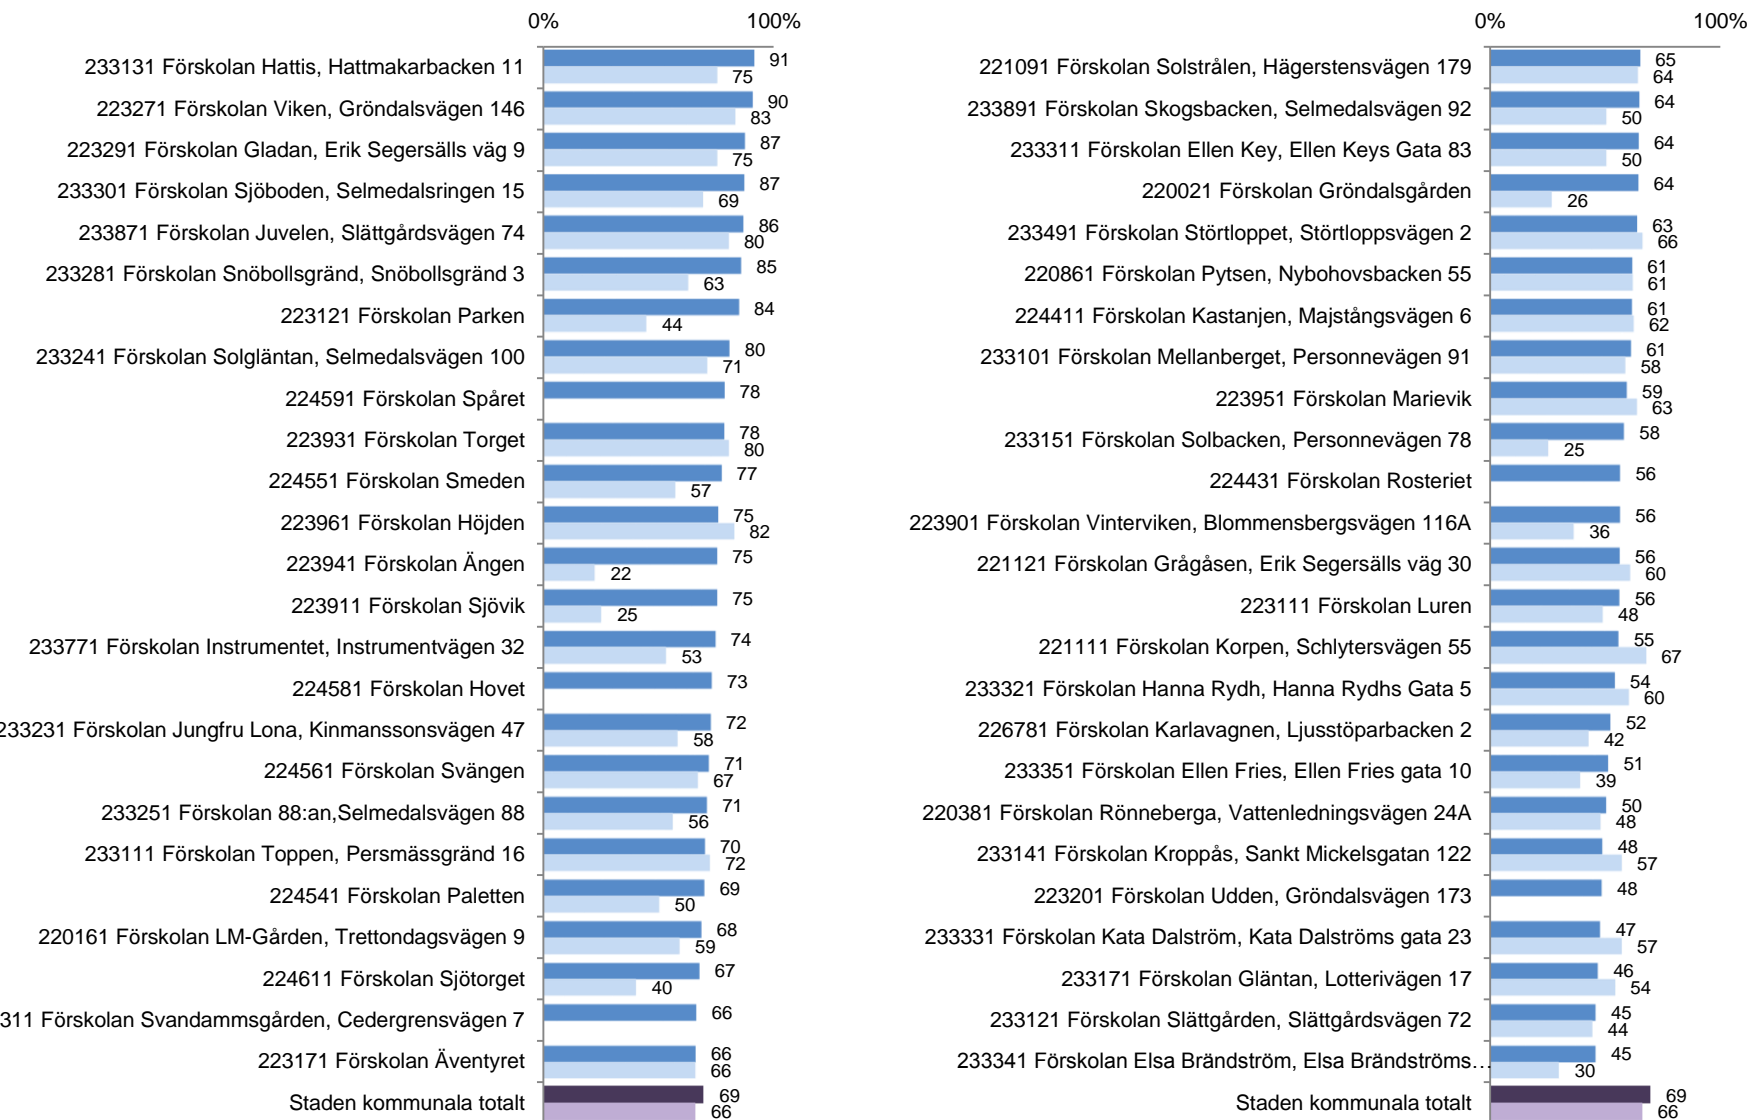 0% 100%
233131 Förskolan Hattis, Hattmakarbacken 11 91 75
223271 Förskolan Viken, Gröndalsvägen 146 90 83
223291 Förskolan Gladan, Erik Segersälls väg 9 87 75
233301 Förskolan Sjöboden, Selmedalsringen 15 87 69
233871 Förskolan Juvelen, Slättgårdsvägen 74 86 80
233281 Förskolan Snöbollsgränd, Snöbollsgränd 3 85 63
223121 Förskolan Parken 84 44
233241 Förskolan Solgläntan, Selmedalsvägen 100 80 71
224591 Förskolan Spåret 78
223931 Förskolan Torget 78 80
224551 Förskolan Smeden 77 57
223961 Förskolan Höjden 75 82
223941 Förskolan Ängen 75 22
223911 Förskolan Sjövik 75 25
233771 Förskolan Instrumentet, Instrumentvägen 32 74 53
224581 Förskolan Hovet 73
233231 Förskolan Jungfru Lona, Kinmanssonsvägen 47 72 58
224561 Förskolan Svängen 71 67
233251 Förskolan 88:an,Selmedalsvägen 88 71 56
233111 Förskolan Toppen, Persmässgränd 16 70 72
224541 Förskolan Paletten 69 50
220161 Förskolan LM-Gården, Trettondagsvägen 9 68 59
224611 Förskolan Sjötorget 67 40
311 Förskolan Svandammsgården, Cedergrensvägen 7 66
223171 Förskolan Äventyret 66 66
Staden kommunala totalt 69 66
0% 100%
221091 Förskolan Solstrålen, Hägerstensvägen 179 65 64
233891 Förskolan Skogsbacken, Selmedalsvägen 92 64 50
233311 Förskolan Ellen Key, Ellen Keys Gata 83 64 50
220021 Förskolan Gröndalsgården 64 26
233491 Förskolan Störtloppet, Störtloppsvägen 2 63 66
220861 Förskolan Pytsen, Nybohovsbacken 55 61 61
224411 Förskolan Kastanjen, Majstångsvägen 6 61 62
233101 Förskolan Mellanberget, Personnevägen 91 61 58
223951 Förskolan Marievik 59 63
233151 Förskolan Solbacken, Personnevägen 78 58 25
224431 Förskolan Rosteriet 56
223901 Förskolan Vinterviken, Blommensbergsvägen 116A 56 36
221121 Förskolan Grågåsen, Erik Segersälls väg 30 56 60
223111 Förskolan Luren 56 48
221111 Förskolan Korpen, Schlytersvägen 55 55 67
233321 Förskolan Hanna Rydh, Hanna Rydhs Gata 5 54 60
226781 Förskolan Karlavagnen, Ljusstöparbacken 2 52 42
233351 Förskolan Ellen Fries, Ellen Fries gata 10 51 39
220381 Förskolan Rönneberga, Vattenledningsvägen 24A 50 48
233141 Förskolan Kroppås, Sankt Mickelsgatan 122 48 57
223201 Förskolan Udden, Gröndalsvägen 173 48
233331 Förskolan Kata Dalström, Kata Dalströms gata 23 47 57
233171 Förskolan Gläntan, Lotterivägen 17 46 54
233121 Förskolan Slättgården, Slättgårdsvägen 72 45 44
233341 Förskolan Elsa Brändström, Elsa Brändströms… 45 30
Staden kommunala totalt 69 66